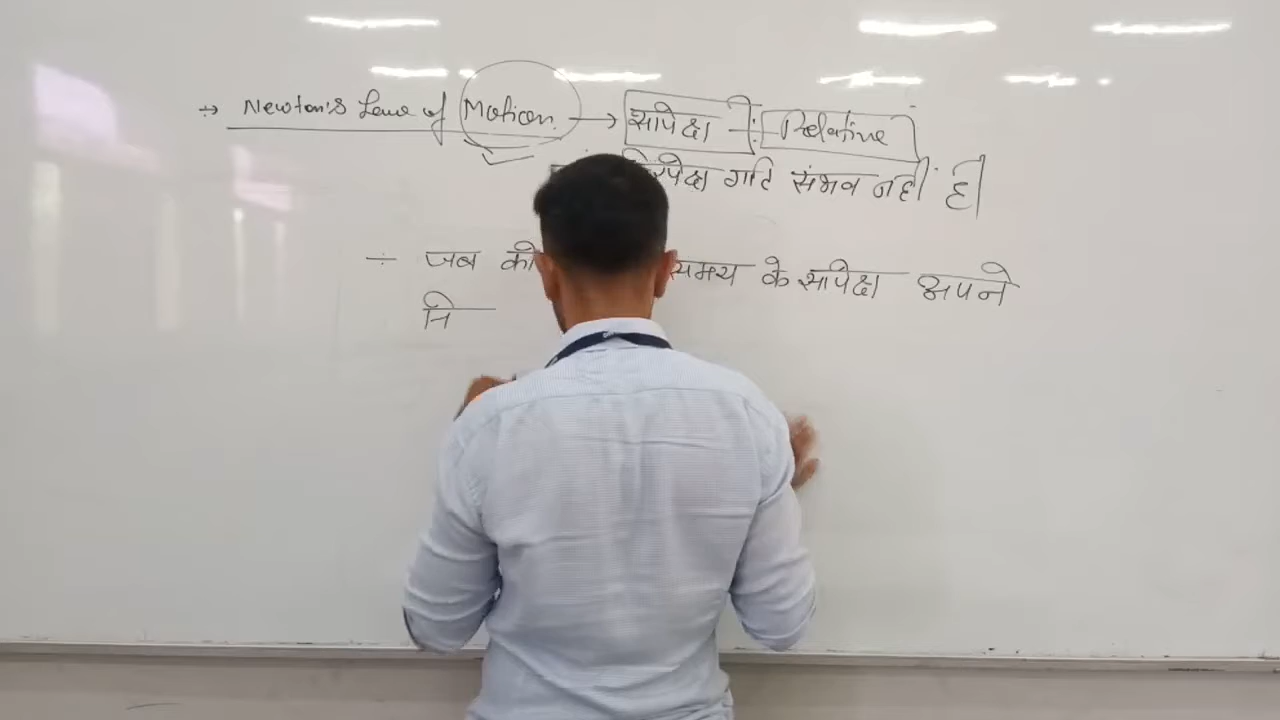 → Newton's Law of Motion → सापेक्ष ÷ Relative
गति संभव नहीं है।
÷ जब समय के सापेक्ष अपने
नि